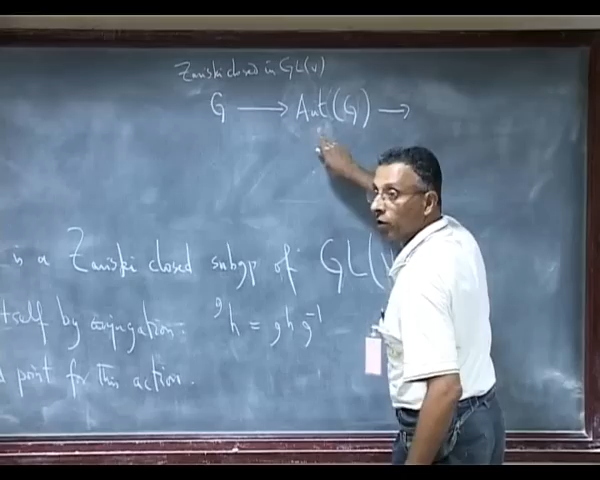 Zariski closed in GL(V)
G → Aut(G) →
is a Zariski closed subgp of GL(V
itself by conjugation: ᵍh = g h g⁻¹
point for this action.